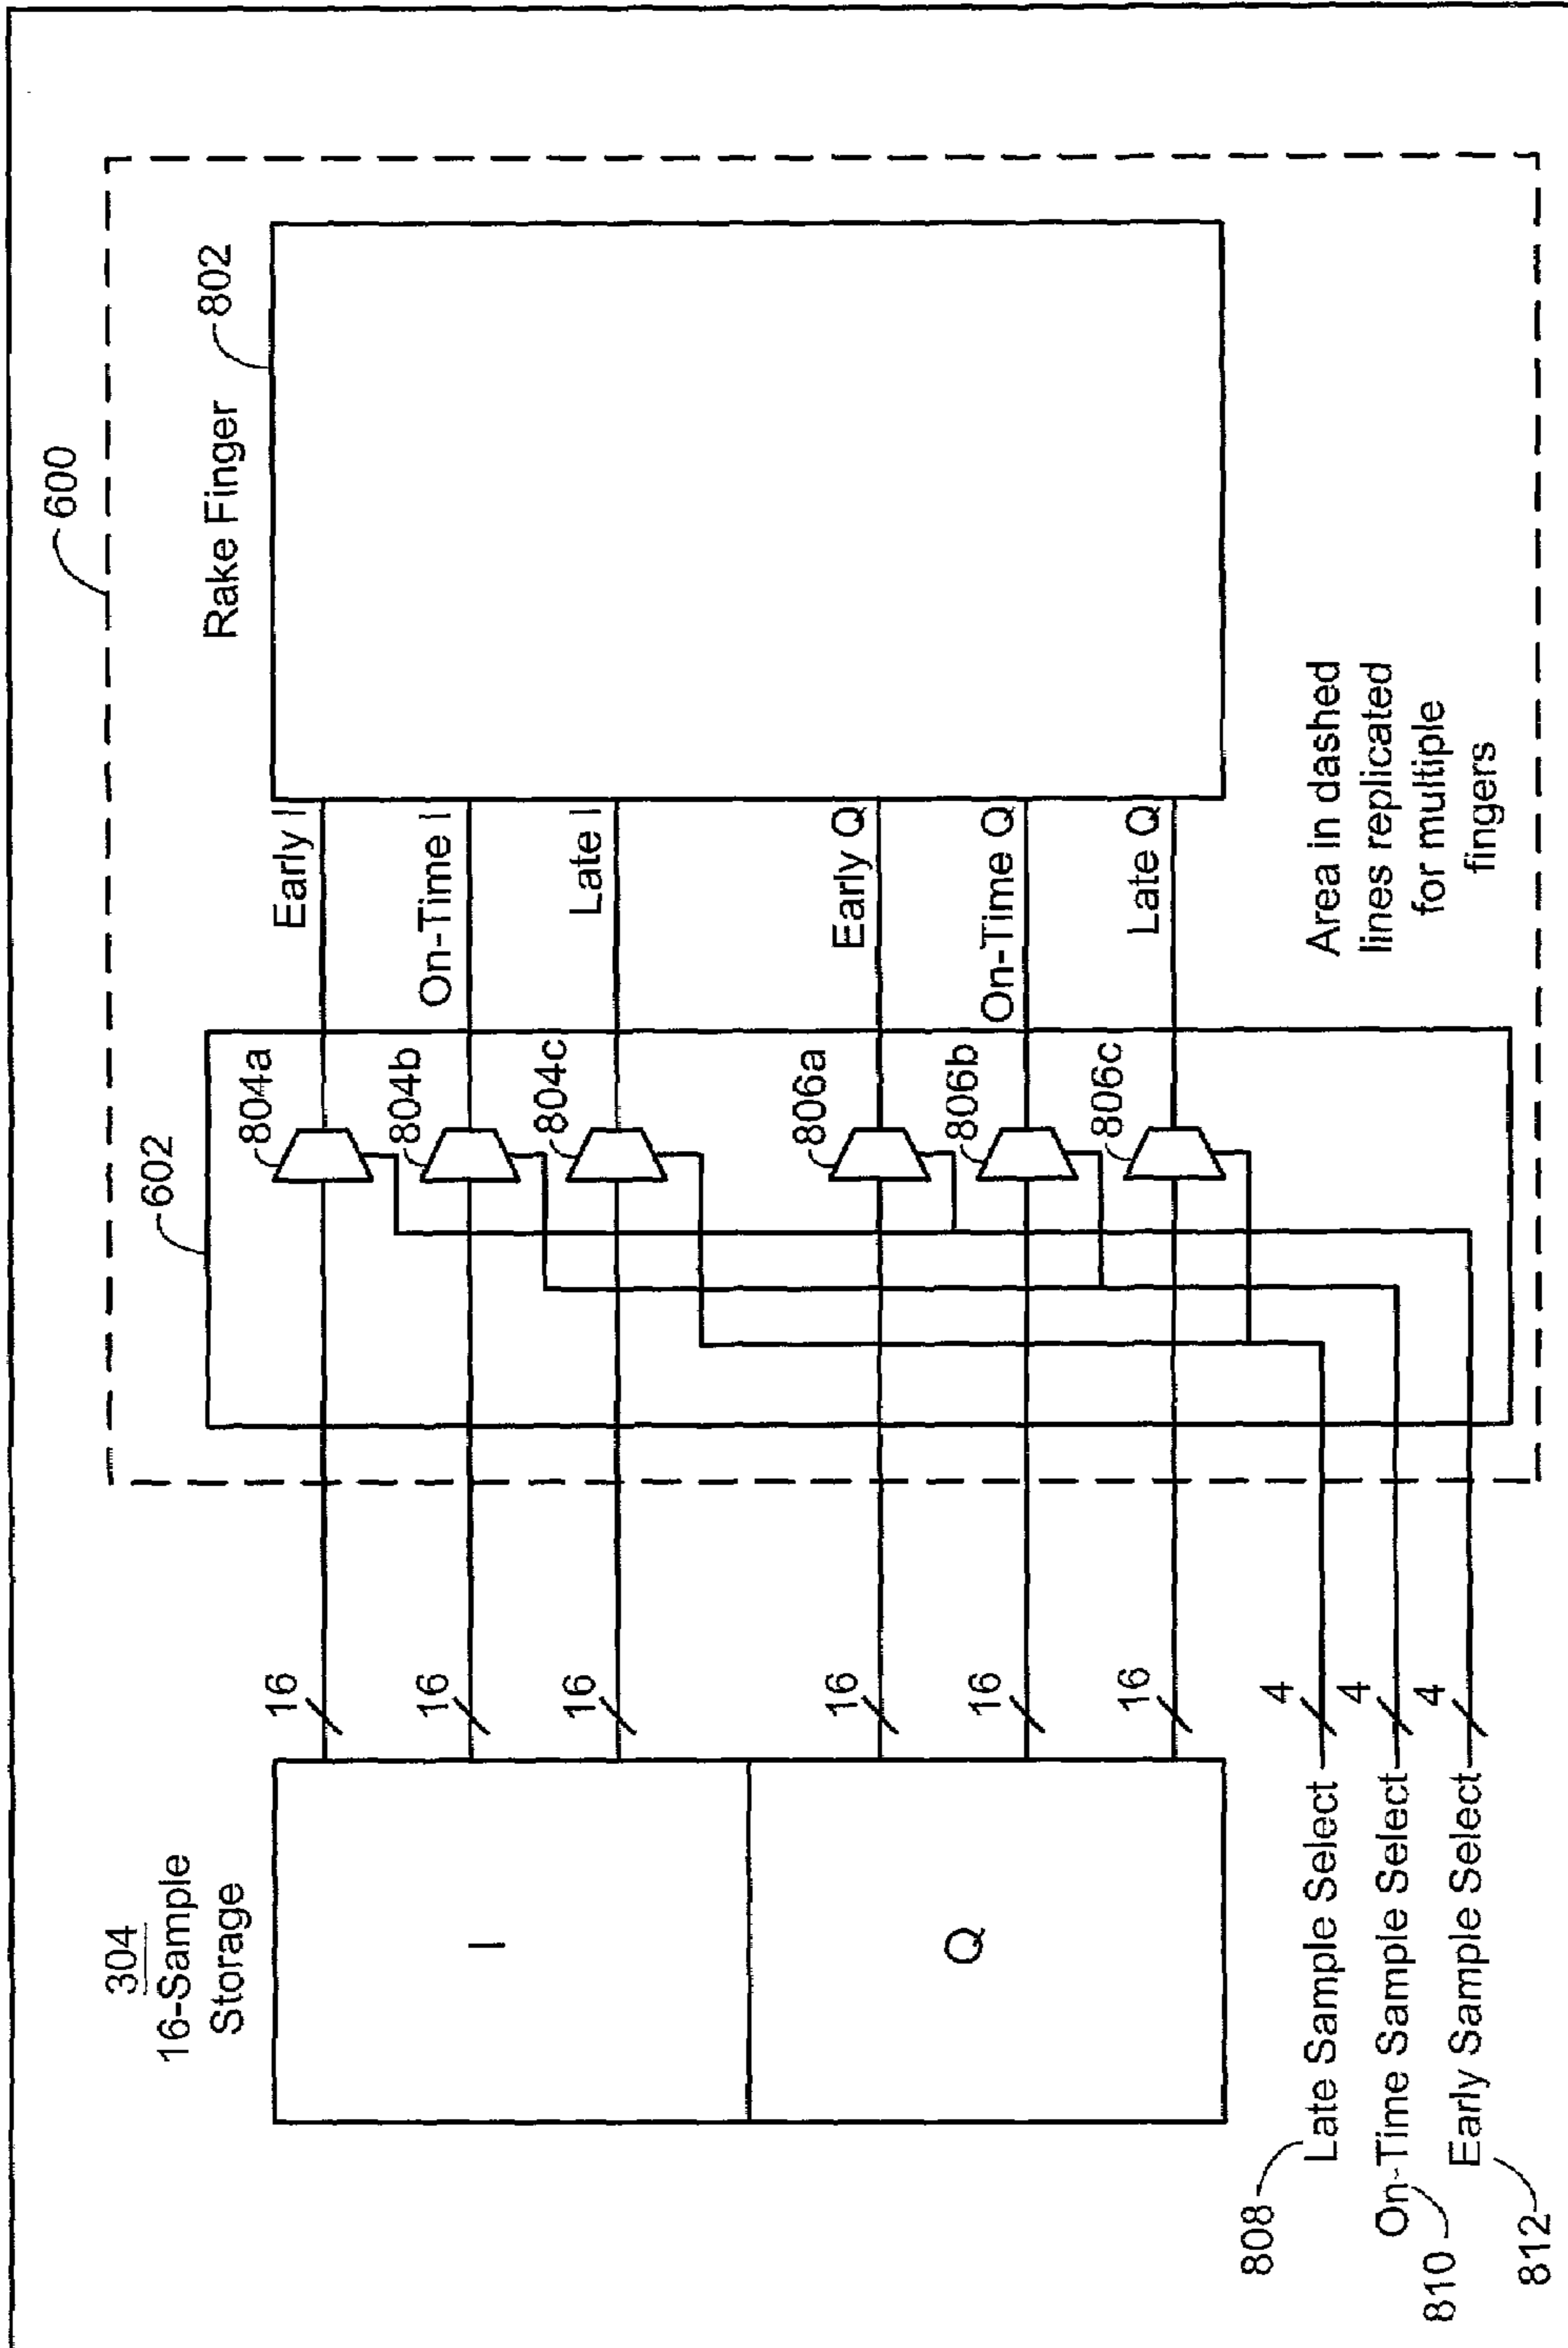 600
304
16-Sample
Storage
I
Q
16
16
16
16
16
16
602
804a
804b
804c
806a
806b
806c
Early I
On-Time I
Late I
Early Q
On-Time Q
Late Q
Rake Finger
802
808
Late Sample Select
4
810
On-Time Sample Select
4
812
Early Sample Select
4
Area in dashed
lines replicated
for multiple
fingers